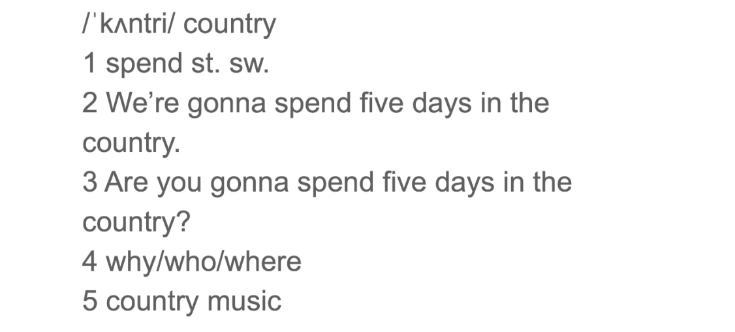 /ˈkʌntri/ country
1 spend st. sw.
2 We’re gonna spend five days in the
country.
3 Are you gonna spend five days in the
country?
4 why/who/where
5 country music